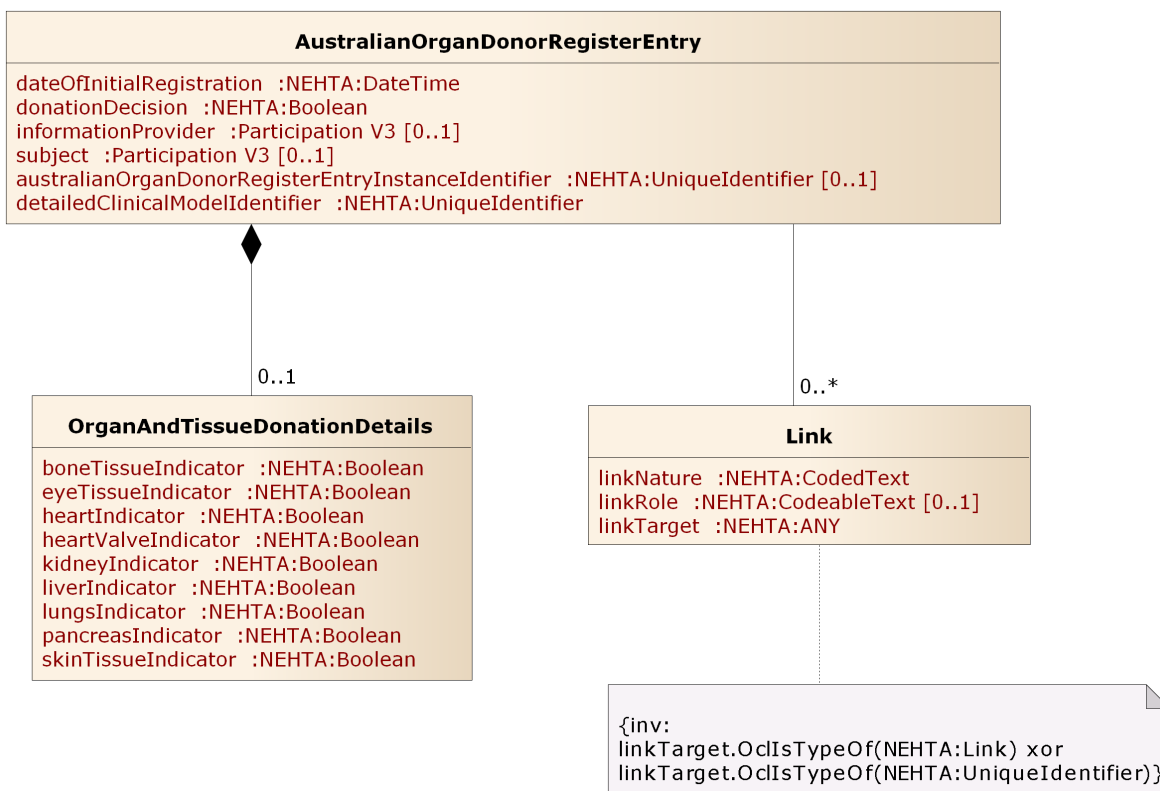 AustralianOrganDonorRegisterEntry
dateOfInitialRegistration :NEHTA:DateTime
donationDecision :NEHTA:Boolean
informationProvider :Participation V3 [0..1]
subject :Participation V3 [0..1]
australianOrganDonorRegisterEntryInstanceIdentifier :NEHTA:UniqueIdentifier [0..1]
detailedClinicalModelIdentifier :NEHTA:UniqueIdentifier
0..1
0..*
OrganAndTissueDonationDetails
boneTissueIndicator :NEHTA:Boolean
eyeTissueIndicator :NEHTA:Boolean
heartIndicator :NEHTA:Boolean
heartValveIndicator :NEHTA:Boolean
kidneyIndicator :NEHTA:Boolean
liverIndicator :NEHTA:Boolean
lungsIndicator :NEHTA:Boolean
pancreasIndicator :NEHTA:Boolean
skinTissueIndicator :NEHTA:Boolean
Link
linkNature :NEHTA:CodedText
linkRole :NEHTA:CodeableText [0..1]
linkTarget :NEHTA:ANY
{inv:
linkTarget.OclIsTypeOf(NEHTA:Link) xor
linkTarget.OclIsTypeOf(NEHTA:UniqueIdentifier)}